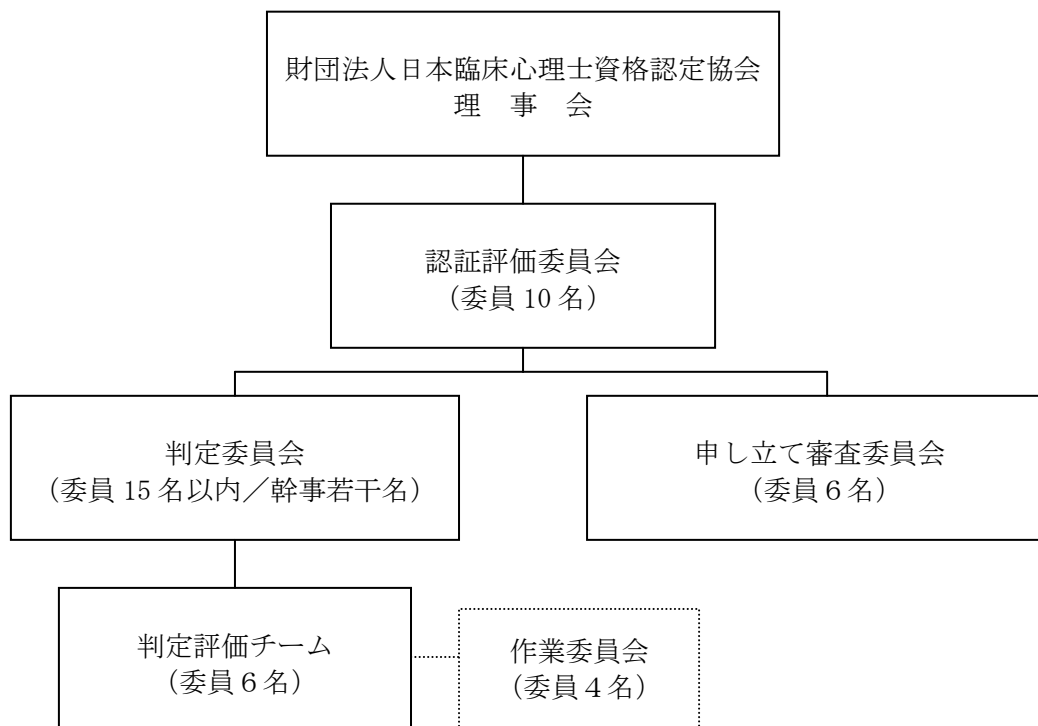 財団法人日本臨床心理士資格認定協会
理　事　会
認証評価委員会
（委員 10 名）
判定委員会
（委員 15 名以内／幹事若干名）
申し立て審査委員会
（委員６名）
判定評価チーム
（委員６名）
作業委員会
（委員４名）